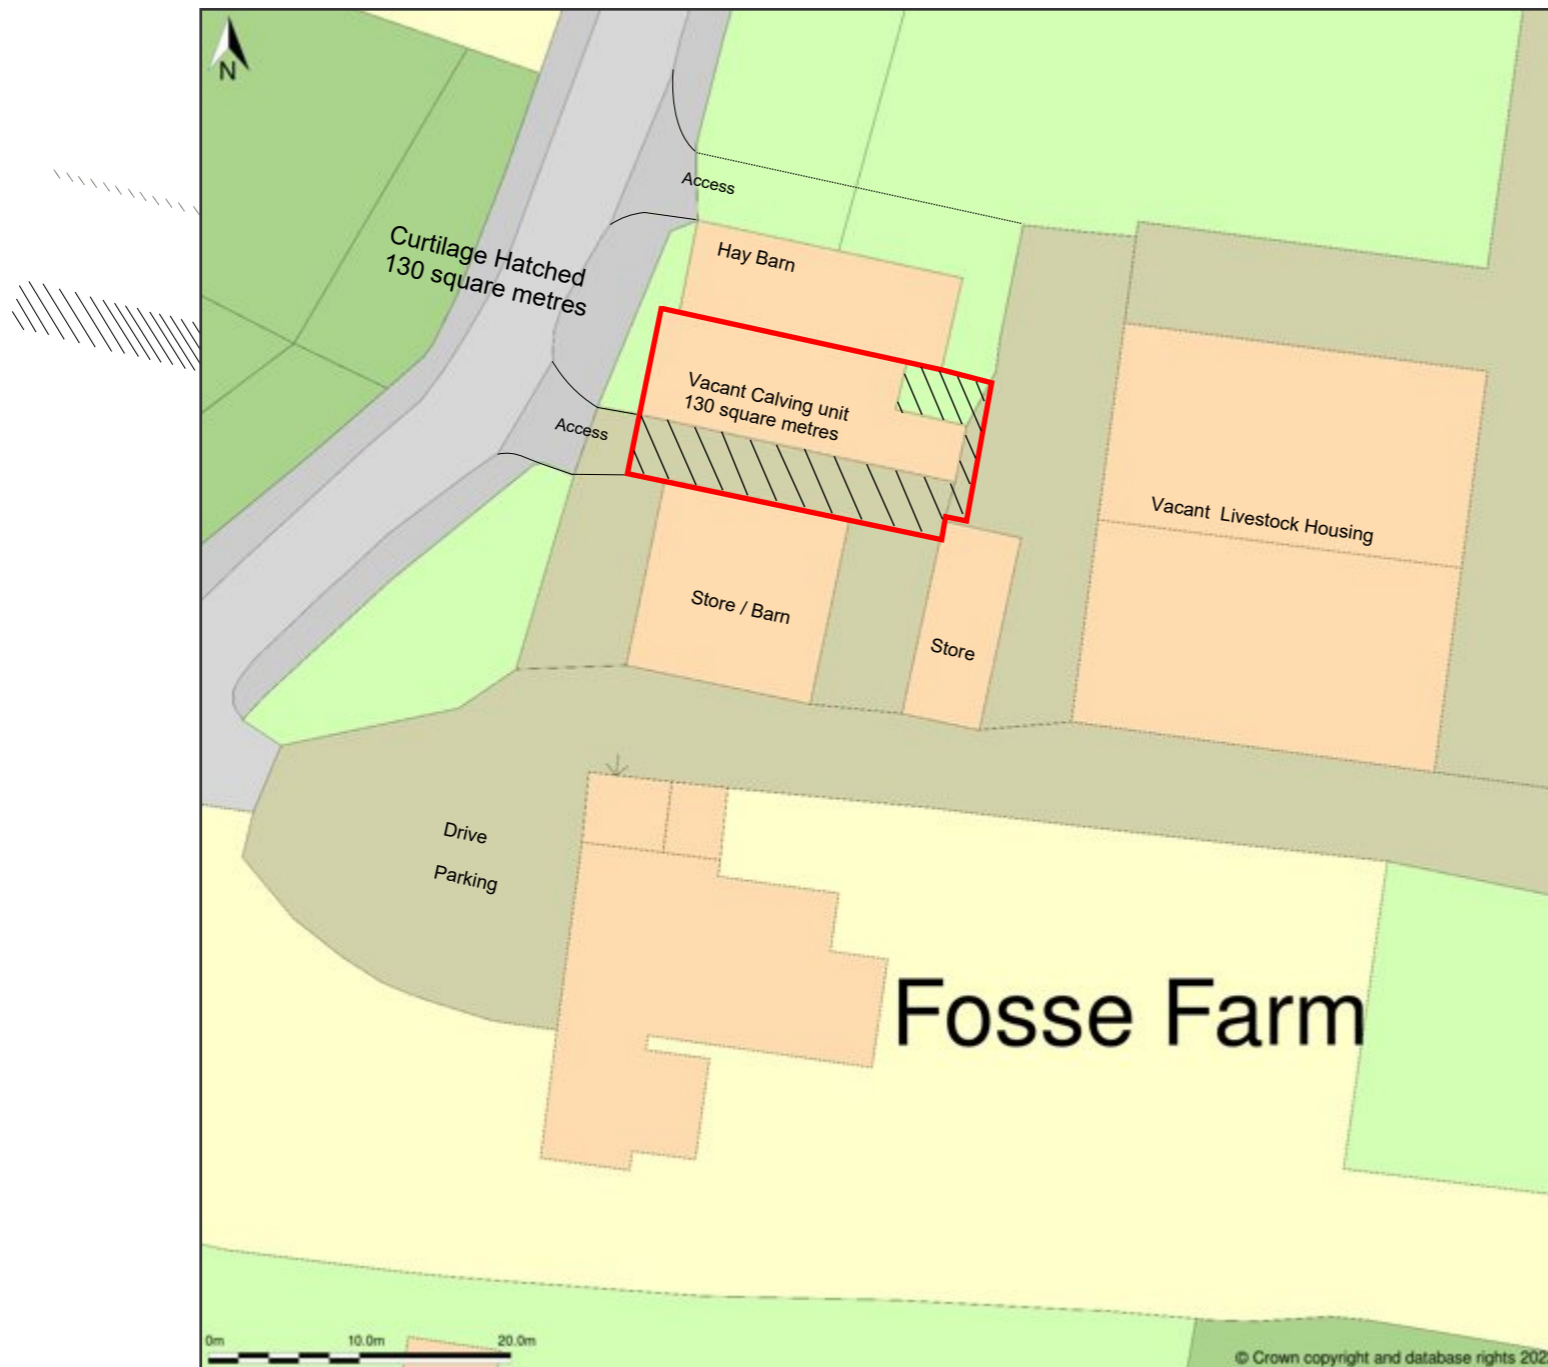 N
Access
Curtilage Hatched
130 square metres
Hay Barn
Vacant Calving unit
130 square metres
Access
Vacant Livestock Housing
Store / Barn
Store
Drive
Parking
Fosse Farm
0m 10.0m 20.0m
© Crown copyright and database rights